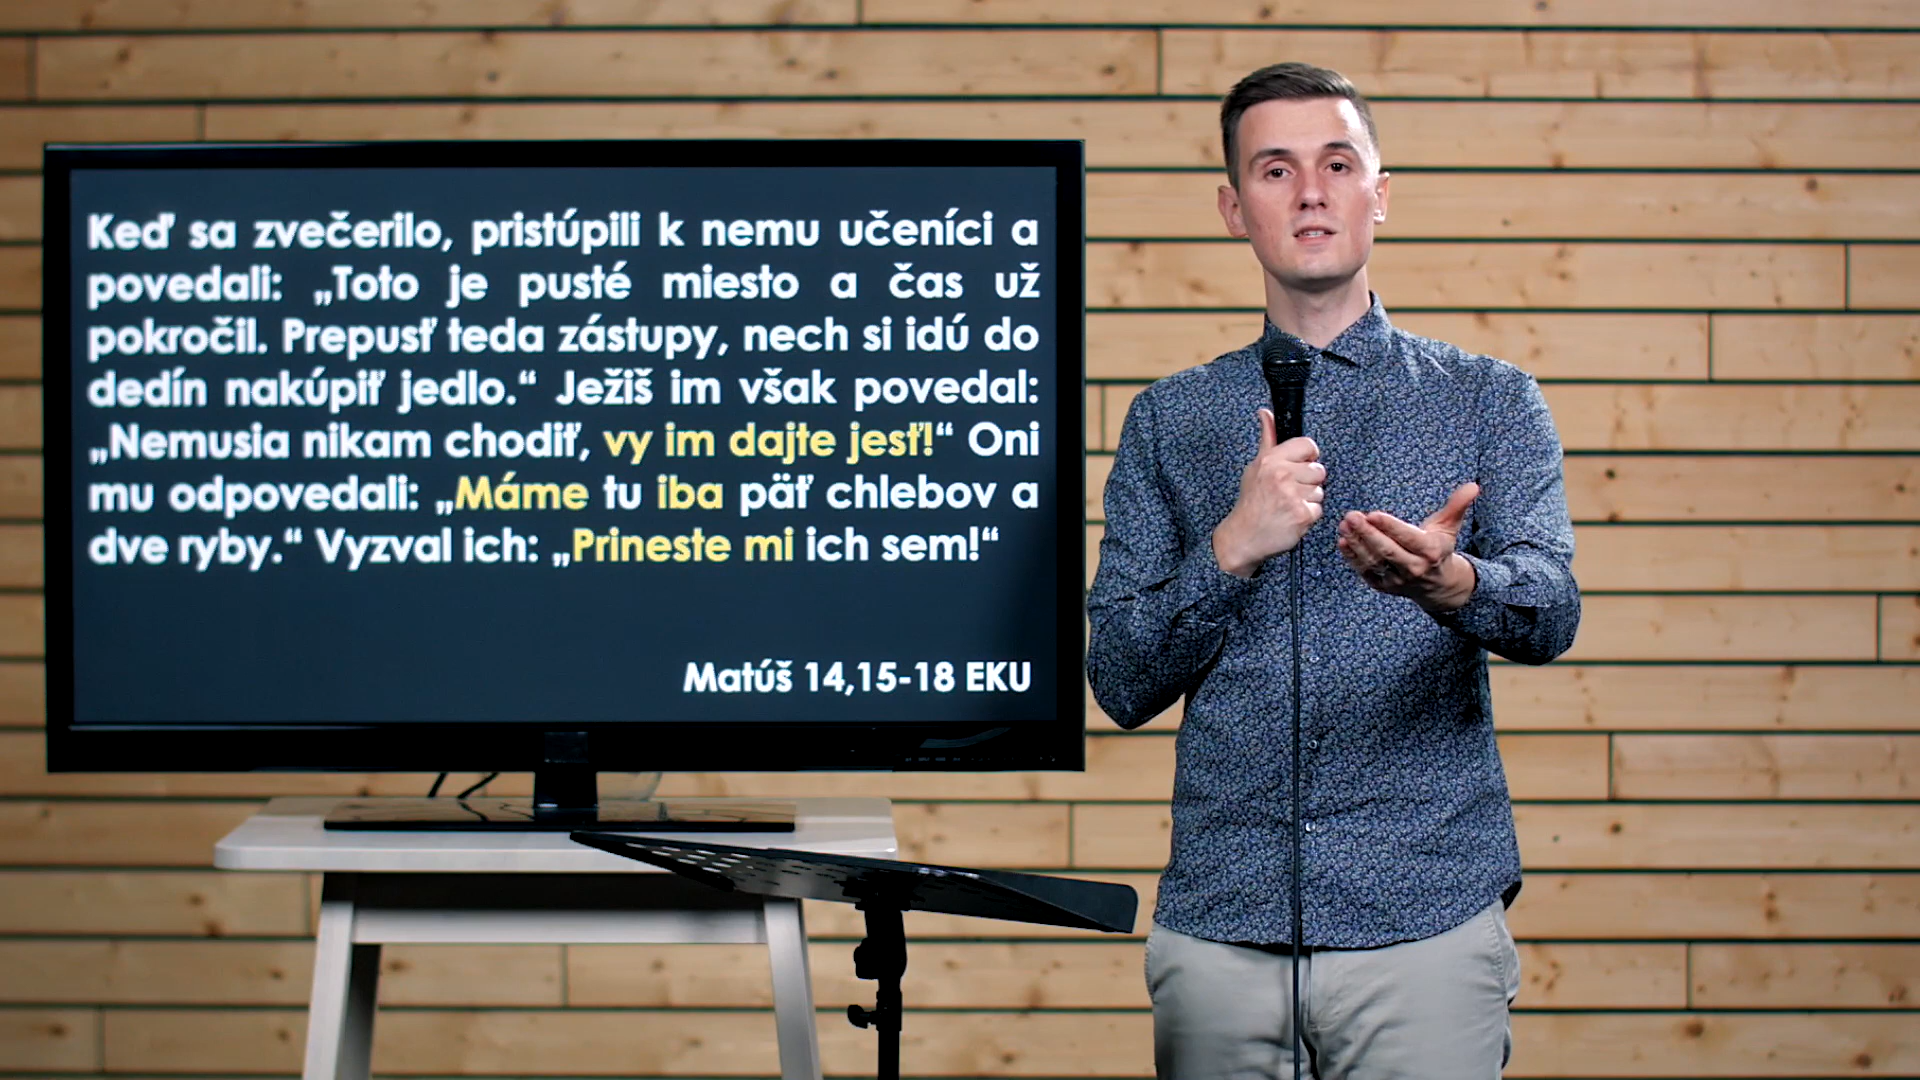 Keď sa zvečerilo, pristúpili k nemu učeníci a
povedali: „Toto je pusté miesto a čas už
pokročil. Prepusť teda zástupy, nech si idú do
dedín nakúpiť jedlo.“ Ježiš im však povedal:
„Nemusia nikam chodiť, vy im dajte jesť!“ Oni
mu odpovedali: „Máme tu iba päť chlebov a
dve ryby.“ Vyzval ich: „Prineste mi ich sem!“
Matúš 14,15-18 EKU